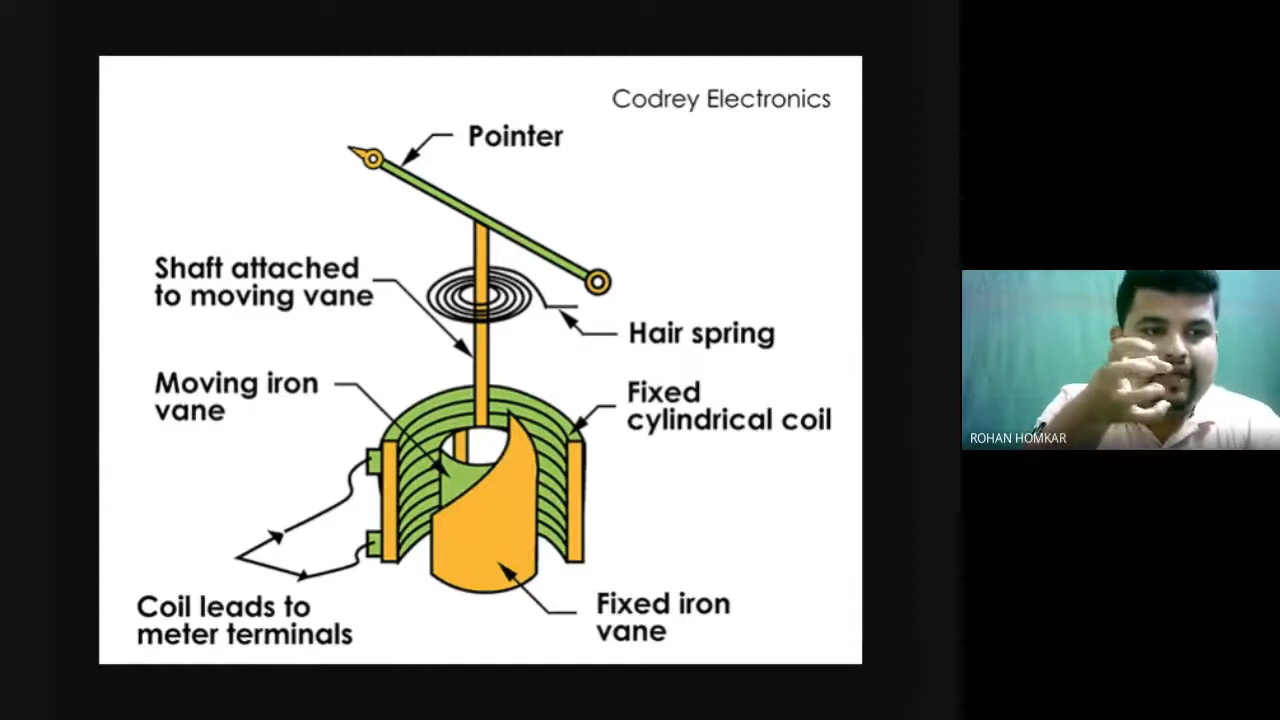 Codrey Electronics
Pointer
Shaft attached
to moving vane
Hair spring
Moving iron
vane
Fixed
cylindrical coil
Coil leads to
meter terminals
Fixed iron
vane
ROHAN HOMKAR